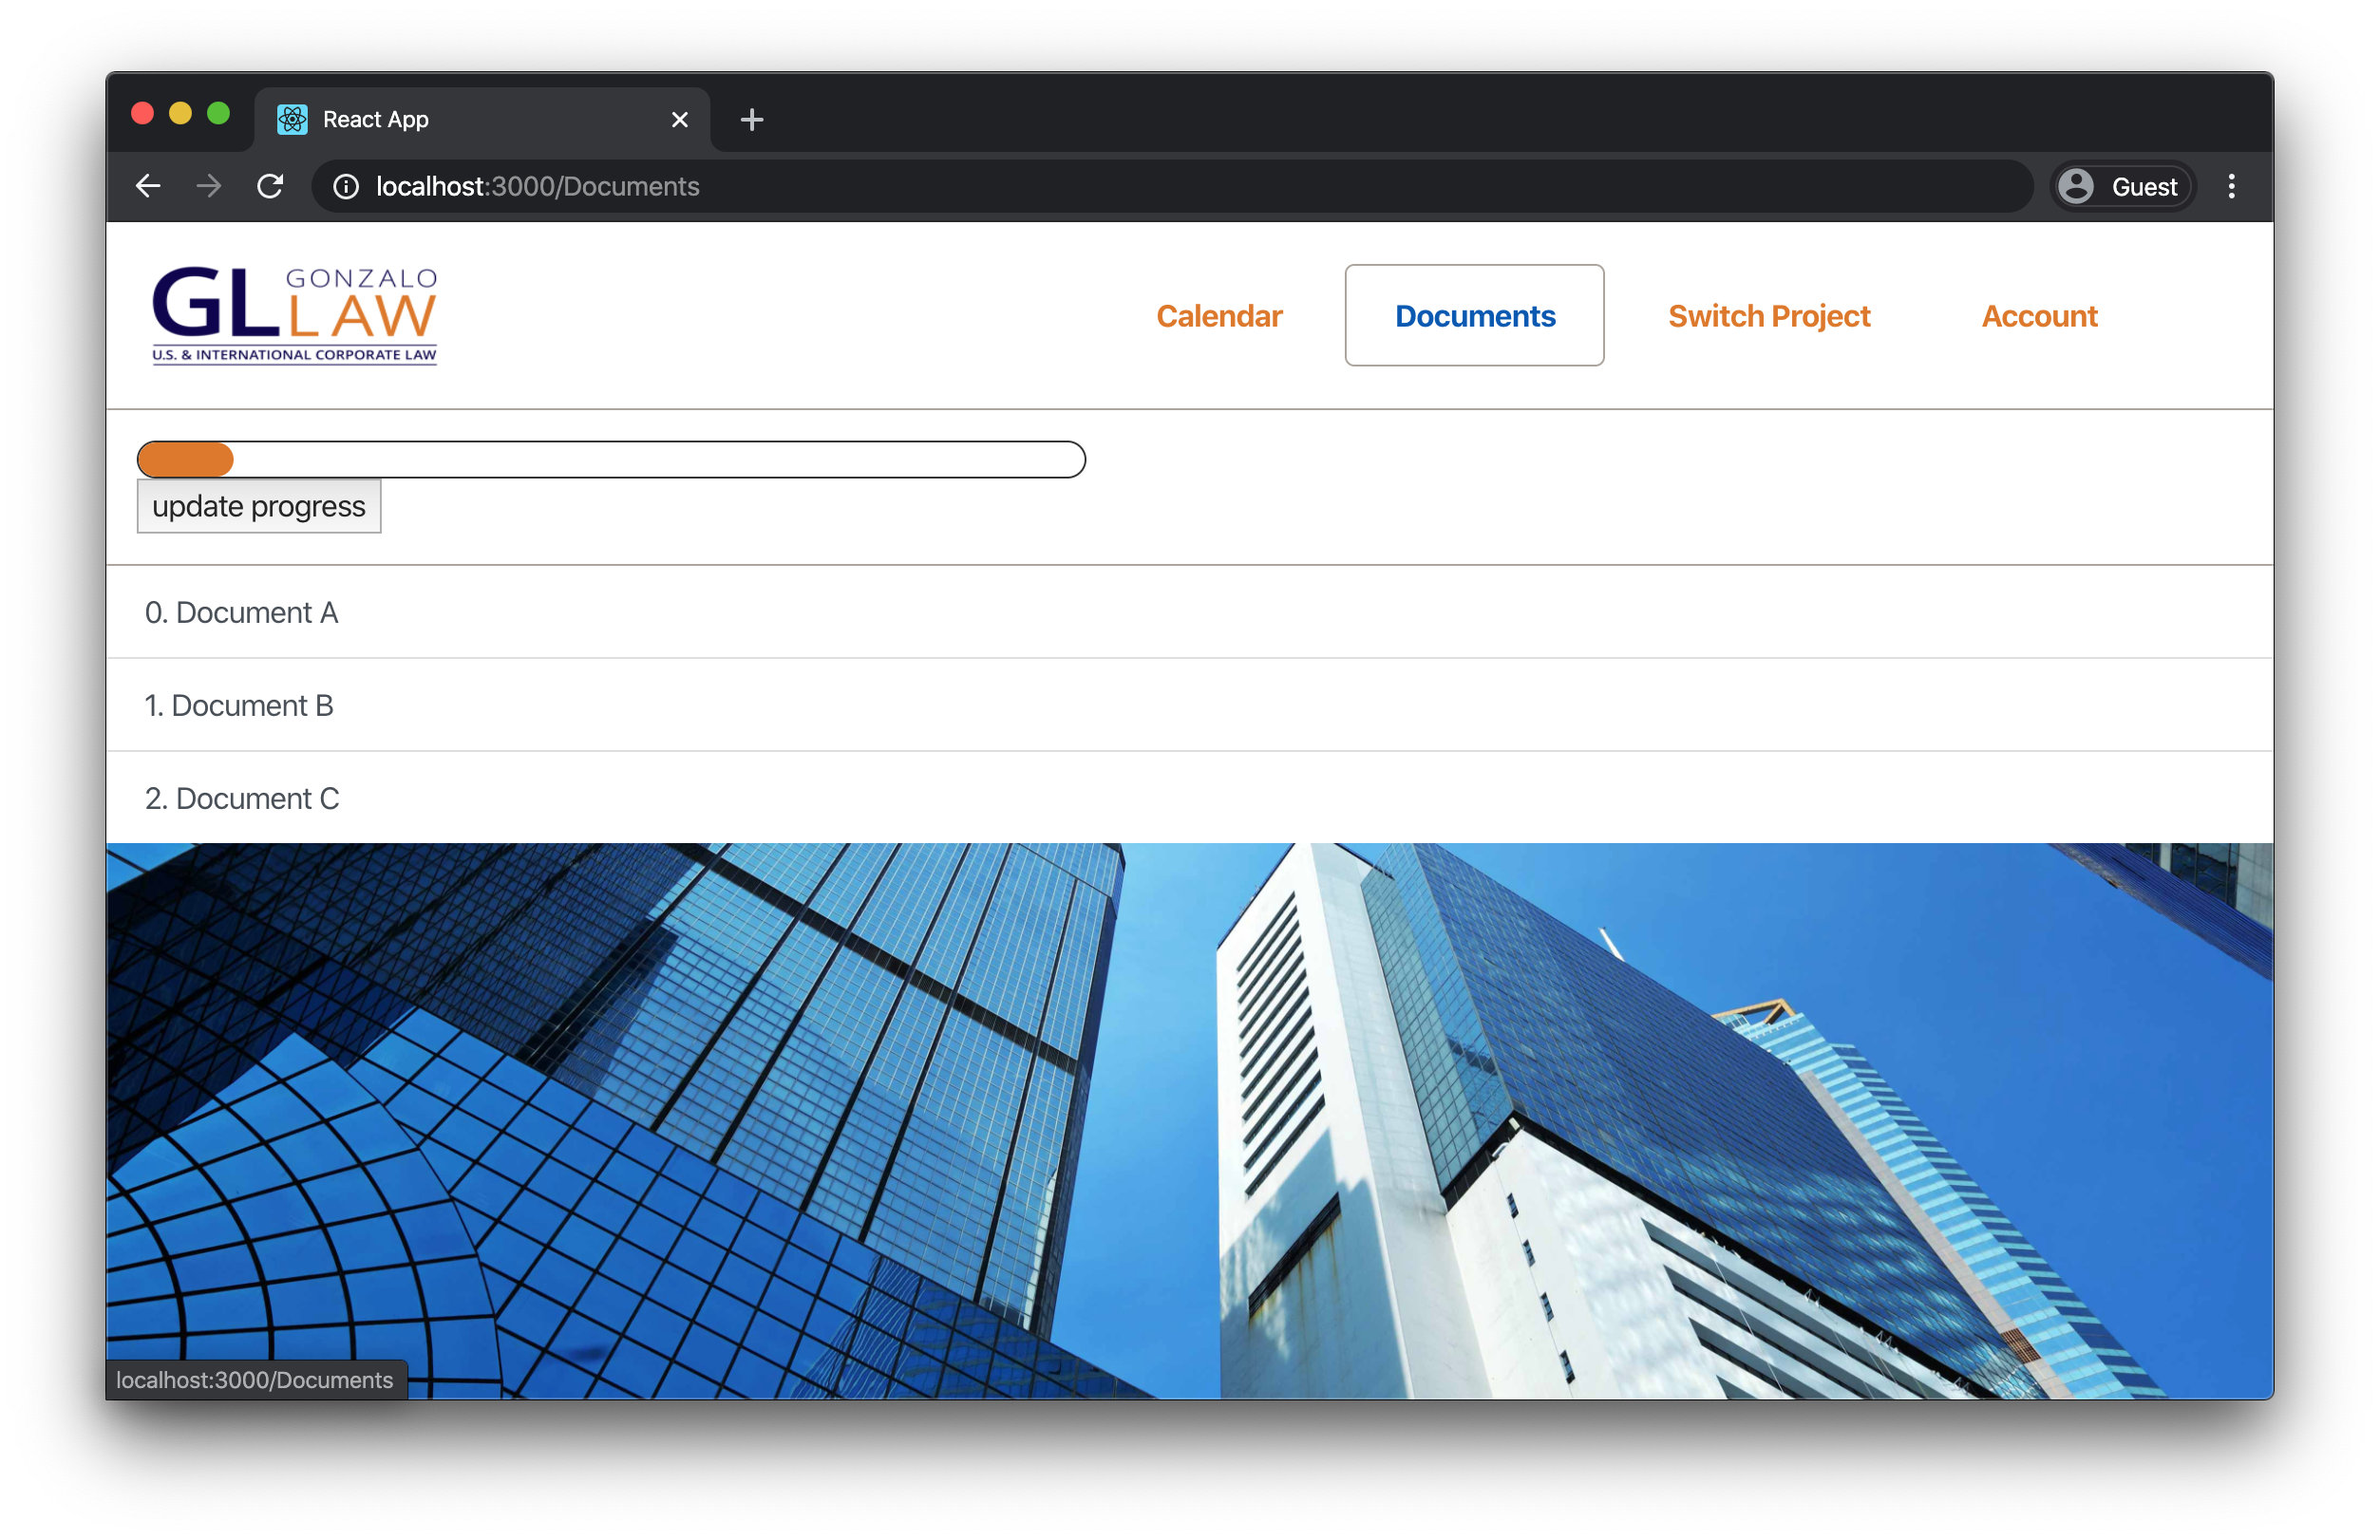 React App
localhost:3000/Documents
Guest
GL GONZALO
LAW
U.S. & INTERNATIONAL CORPORATE LAW
Calendar
Documents
Switch Project
Account
update progress
0. Document A
1. Document B
2. Document C
localhost:3000/Documents